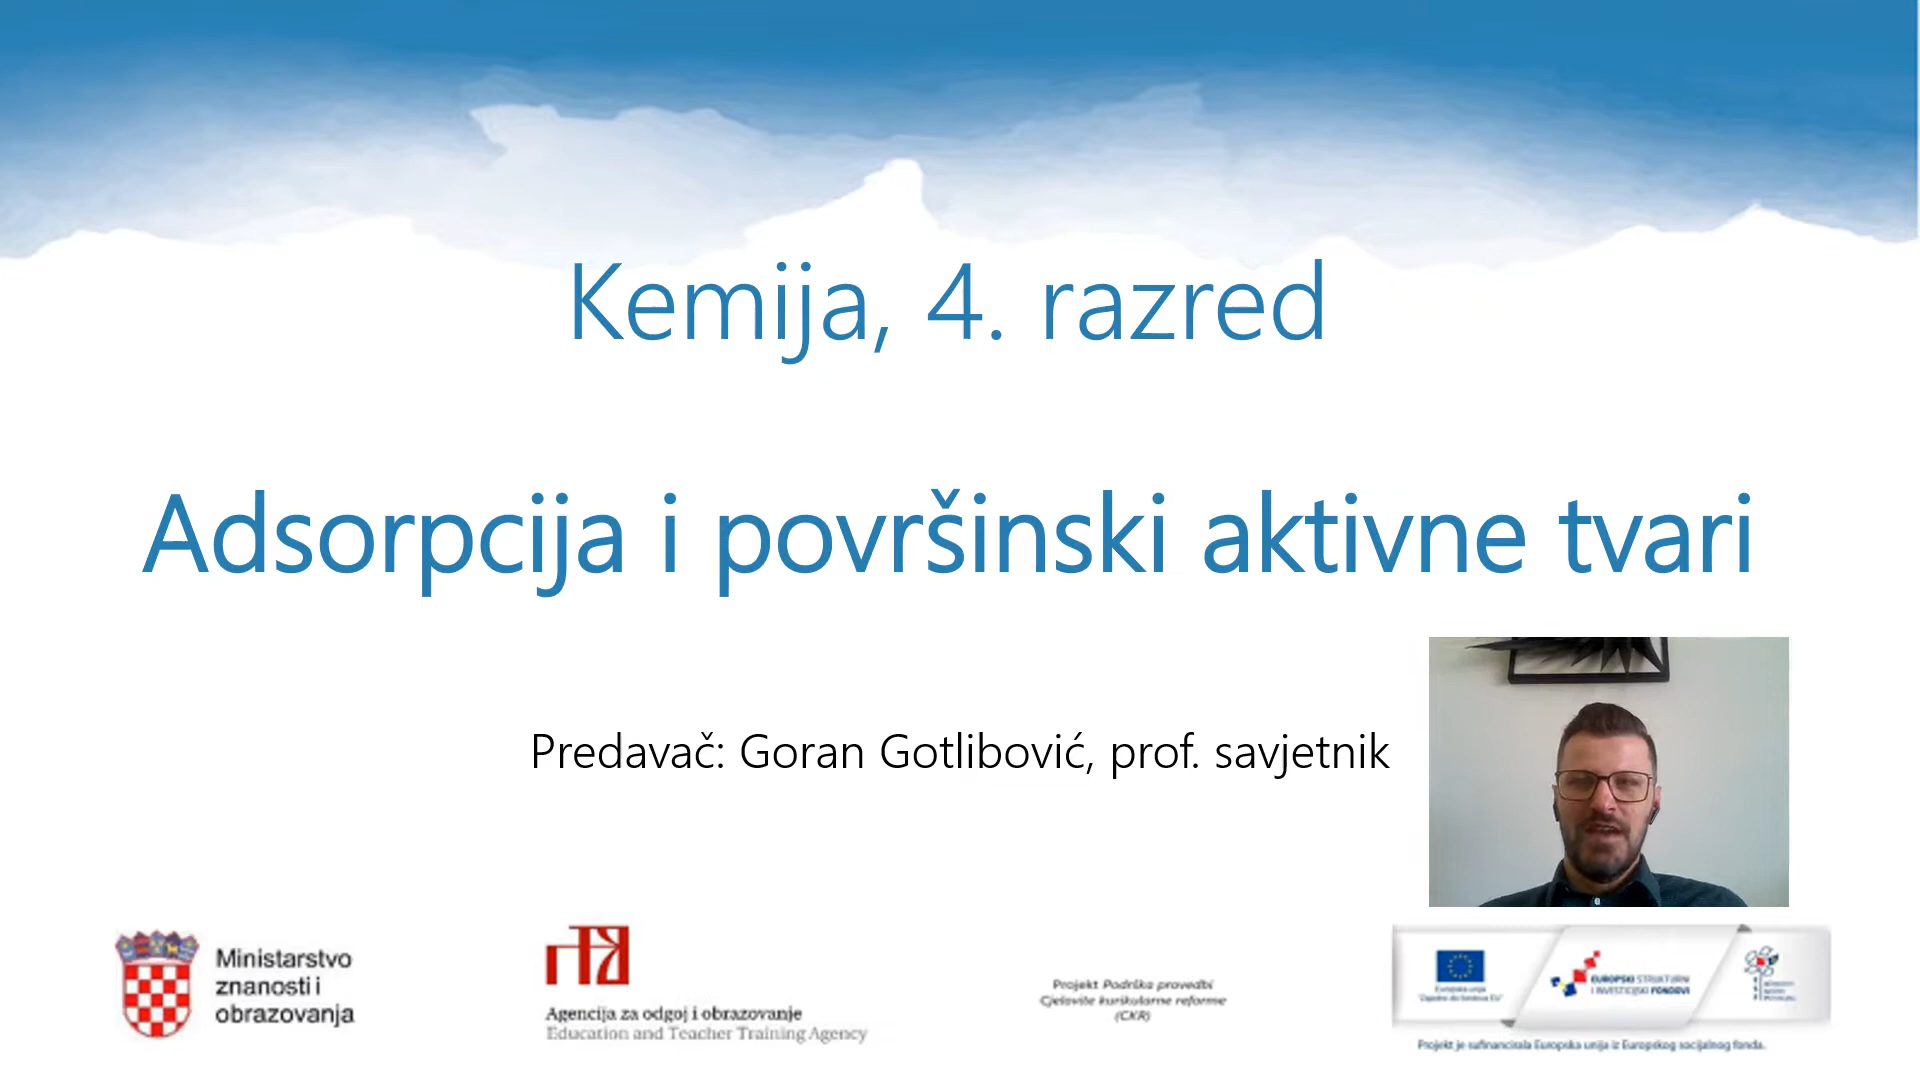 Kemija, 4. razred
Adsorpcija i površinski aktivne tvari
Predavač: Goran Gotlibović, prof. savjetnik
Ministarstvo
znanosti i
obrazovanja
Agencija za odgoj i obrazovanje
Education and Teacher Training Agency
Projekt Podrška provedbi
Cjelovite kurikularne reforme
(CKR)
Europska unija
"Zajedno do fondova EU"
EUROPSKI STRUKTURNI
I INVESTICIJSKI FONDOVI
Projekt je sufinancirala Europska unija iz Europskog socijalnog fonda.